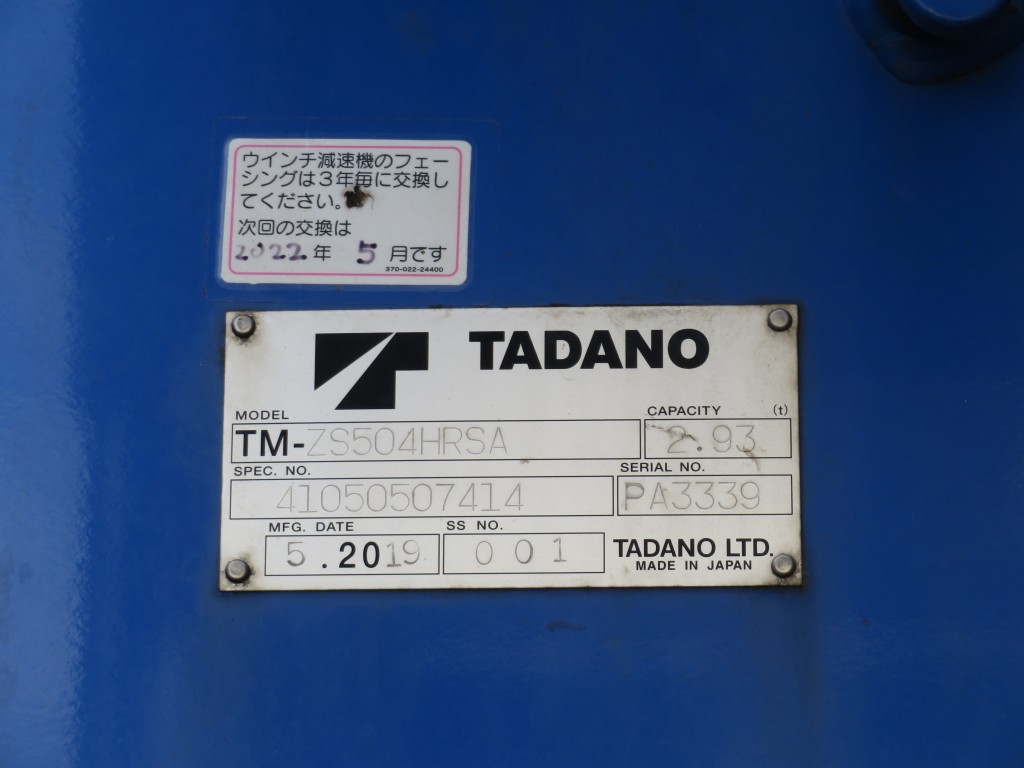 ウインチ減速機のフェー
シングは3年毎に交換し
てください。
次回の交換は
2022年 5月です
370-022-24400
TADANO
MODEL
TM-ZS504HRSA
CAPACITY (t)
2.93
SPEC. NO.
41050507414
SERIAL NO.
PA3339
MFG. DATE
5.2019
SS NO.
001
TADANO LTD.
MADE IN JAPAN